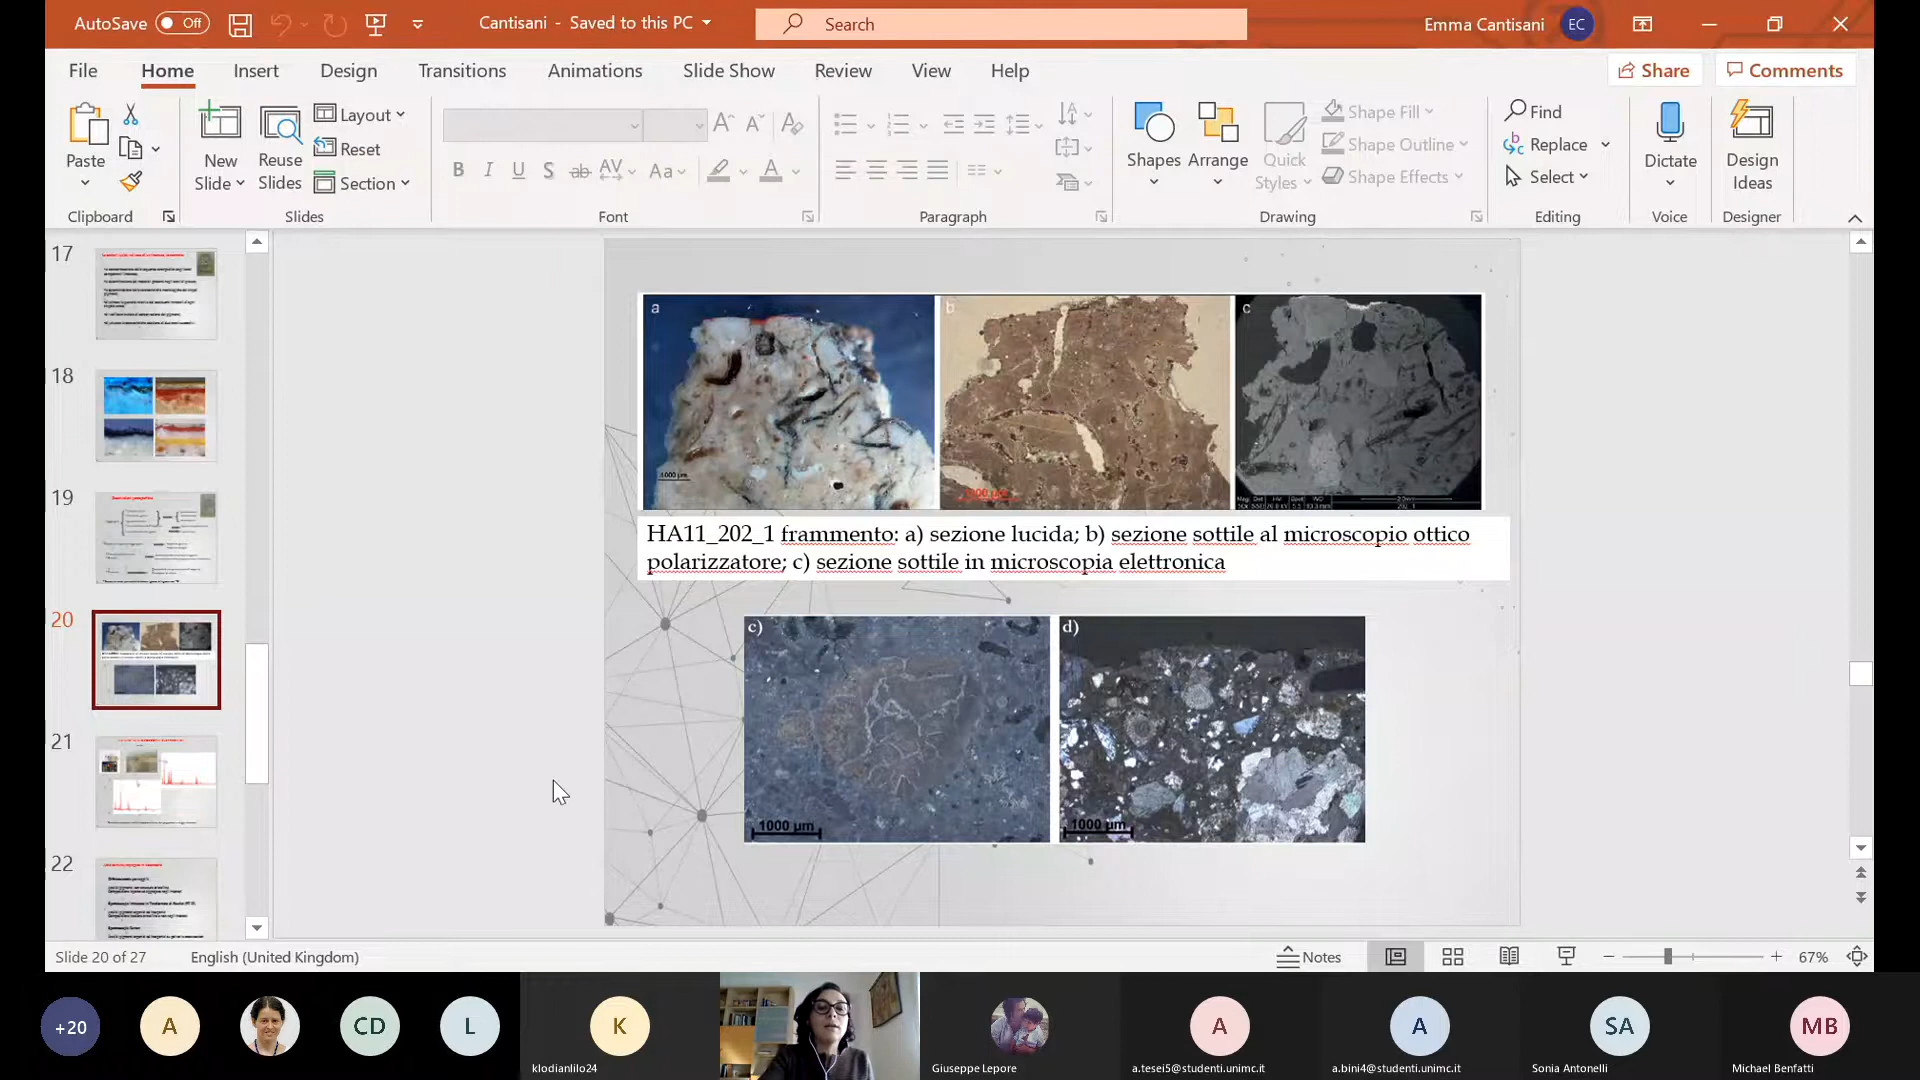 AutoSave Off
Cantisani - Saved to this PC
Search
Emma Cantisani EC
File Home Insert Design Transitions Animations Slide Show Review View Help
Share Comments
Paste
New Slide
Reuse Slides
Layout
Reset
Section
B I U S ab AV Aa A
Shapes Arrange Quick Styles
Shape Fill
Shape Outline
Shape Effects
Find
Replace
Select
Dictate
Design Ideas
Clipboard Slides Font Paragraph Drawing Editing Voice Designer
17
18
19
20
21
22
a b c
1000 µm
HA11_202_1 frammento: a) sezione lucida; b) sezione sottile al microscopio ottico
polarizzatore; c) sezione sottile in microscopia elettronica
c) d)
1000 µm 1000 µm
Slide 20 of 27 English (United Kingdom) Notes 67%
+20 A CD L K A A SA MB
klodianlilo24 Giuseppe Lepore a.tesei5@studenti.unimc.it a.bini4@studenti.unimc.it Sonia Antonelli Michael Benfatti